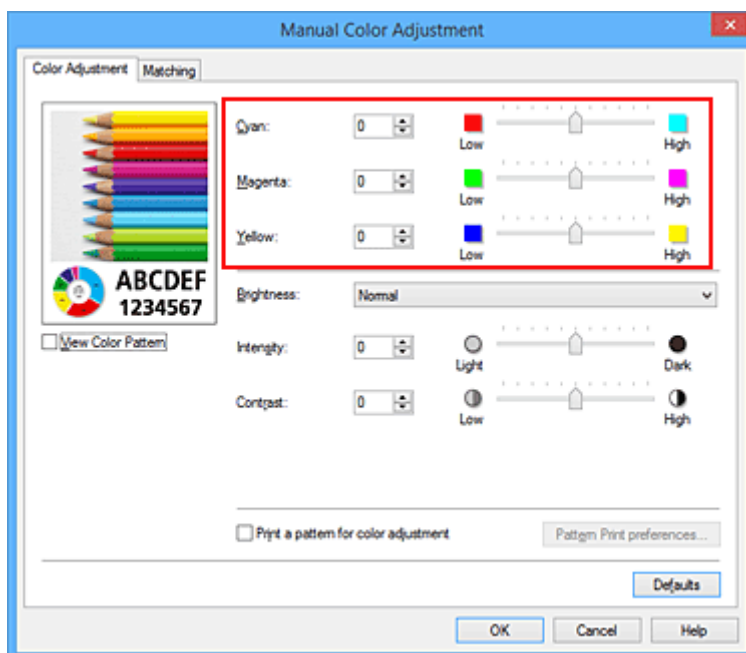 Manual Color Adjustment
Color Adjustment Matching
Cyan: 0 Low High
Magenta: 0 Low High
Yellow: 0 Low High
ABCDEF
1234567
Brightness: Normal
View Color Pattern
Intensity: 0 Light Dark
Contrast: 0 Low High
Print a pattern for color adjustment Pattern Print preferences...
Defaults
OK Cancel Help